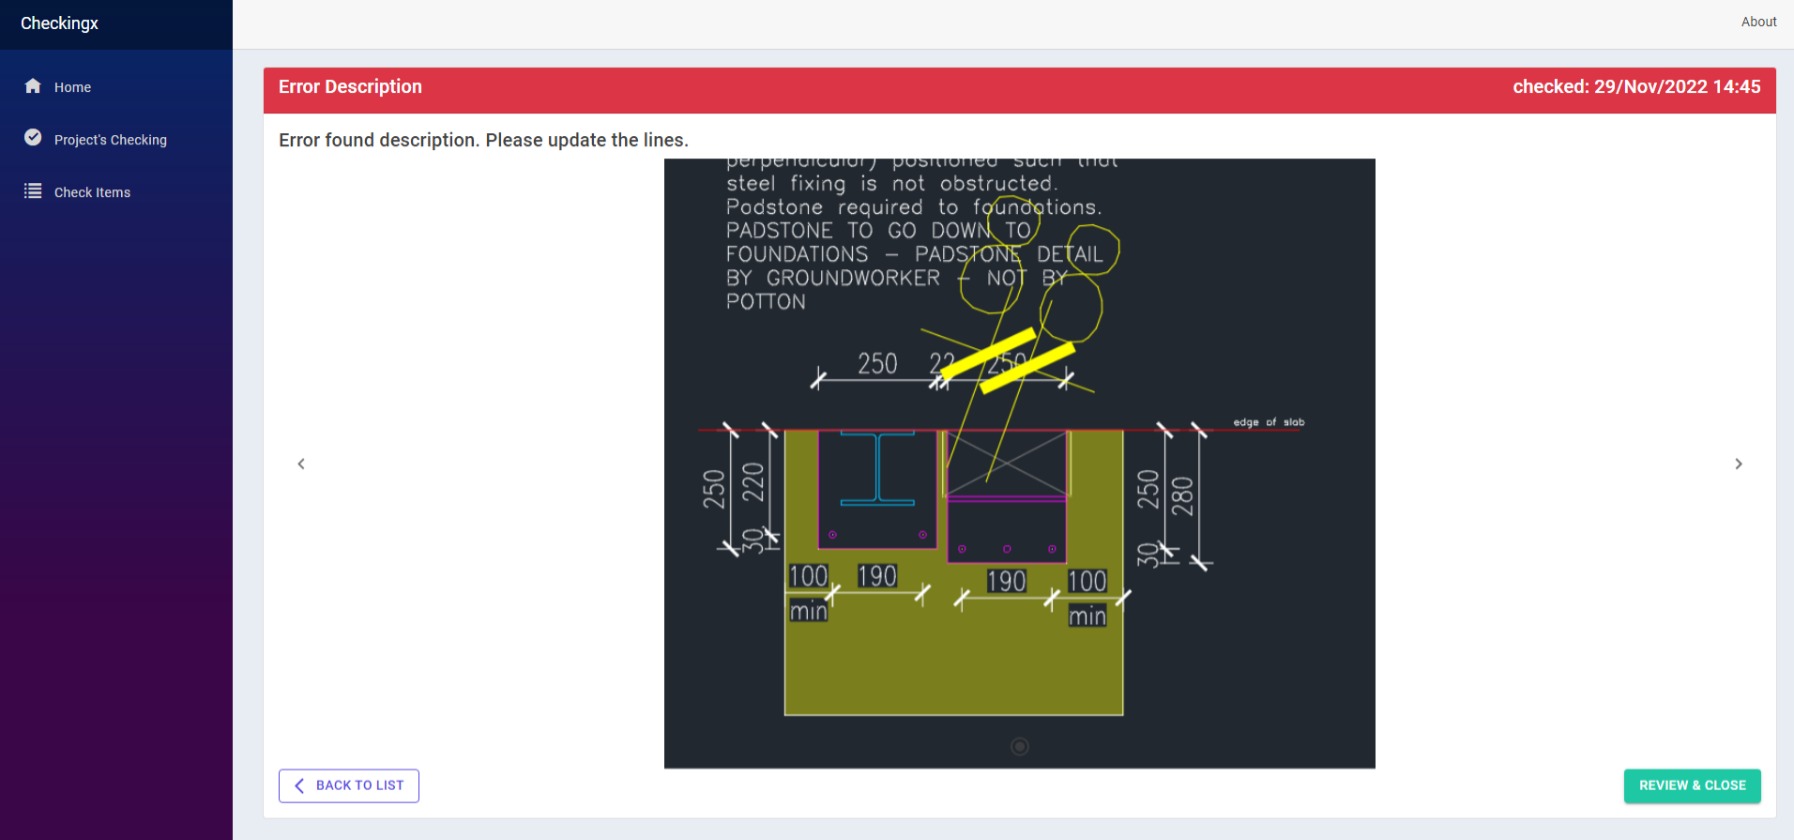 Checkingx
About
Home
Project's Checking
Check Items
Error Description
checked: 29/Nov/2022 14:45
Error found description. Please update the lines.
perpendicular) positioned such that
steel fixing is not obstructed.
Padstone required to foundations.
PADSTONE TO GO DOWN TO
FOUNDATIONS - PADSTONE DETAIL
BY GROUNDWORKER - NOT BY
POTTON
250 22 250
edge of slab
250 220 30
250 280 30
100 190 190 100
min min
BACK TO LIST
REVIEW & CLOSE